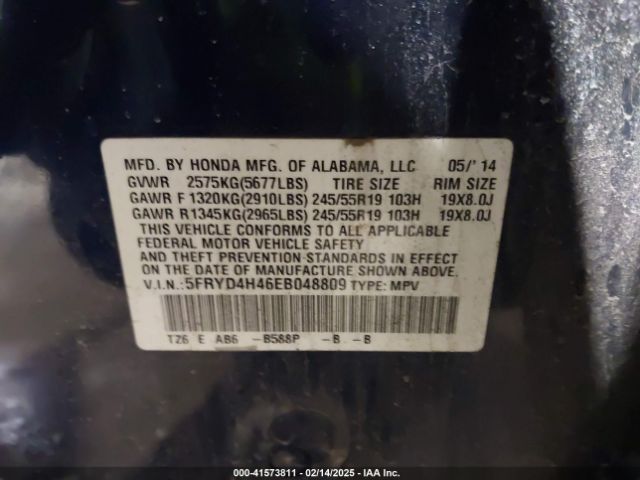 MFD. BY HONDA MFG. OF ALABAMA, LLC 05/' 14
GVWR 2575KG(5677LBS) TIRE SIZE RIM SIZE
GAWR F 1320KG(2910LBS) 245/55R19 103H 19X8.0J
GAWR R 1345KG(2965LBS) 245/55R19 103H 19X8.0J
THIS VEHICLE CONFORMS TO ALL APPLICABLE
FEDERAL MOTOR VEHICLE SAFETY
AND THEFT PREVENTION STANDARDS IN EFFECT
ON THE DATE OF MANUFACTURE SHOWN ABOVE.
V.I.N.:5FRYD4H46EB048809 TYPE: MPV
TZ6 E AB6 -B588P -B -B
000-41573811 - 02/14/2025 - IAA Inc.